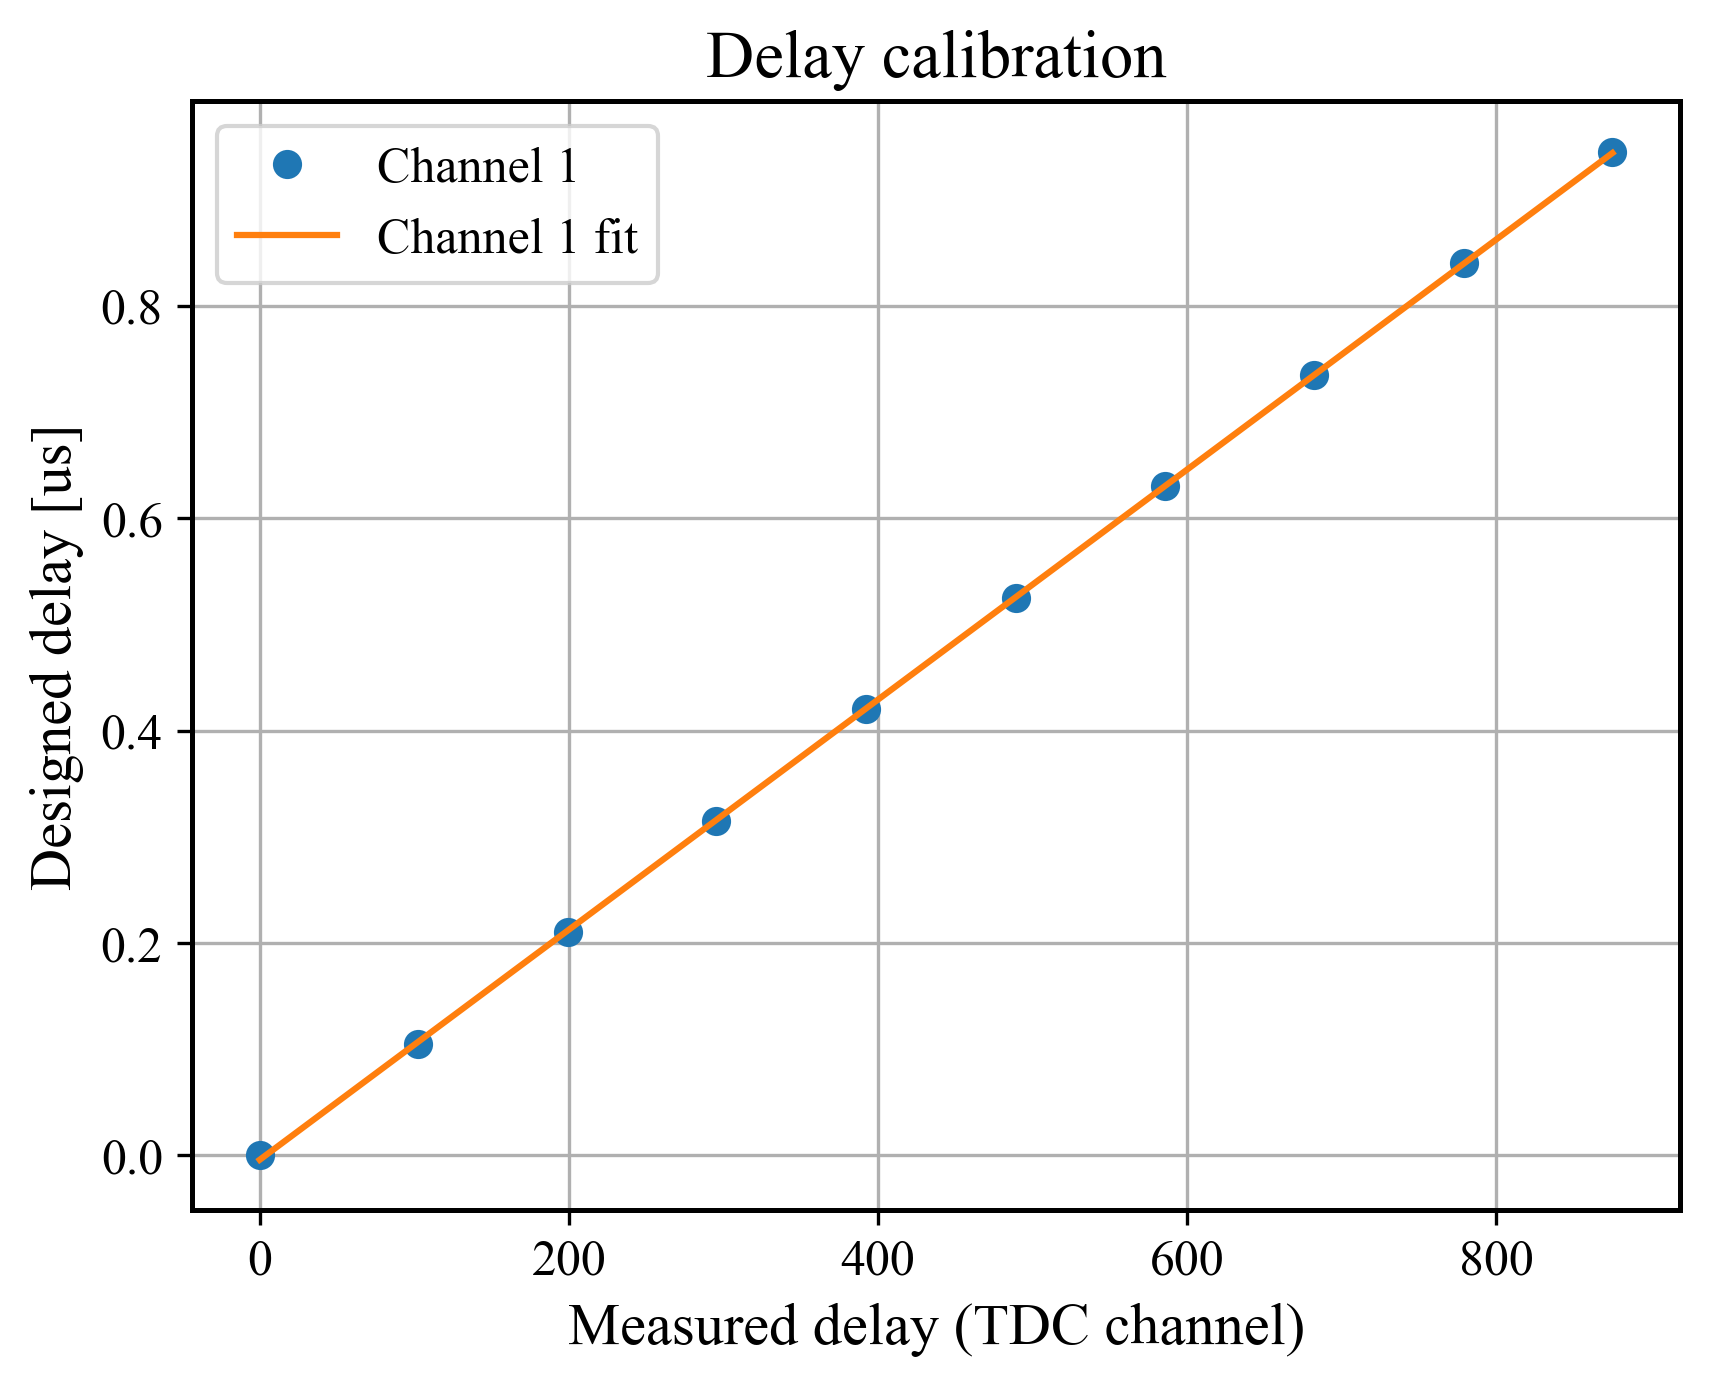 Delay calibration
Channel 1
Channel 1 fit
Designed delay [us]
0.8
0.6
0.4
0.2
0.0
0 200 400 600 800
Measured delay (TDC channel)